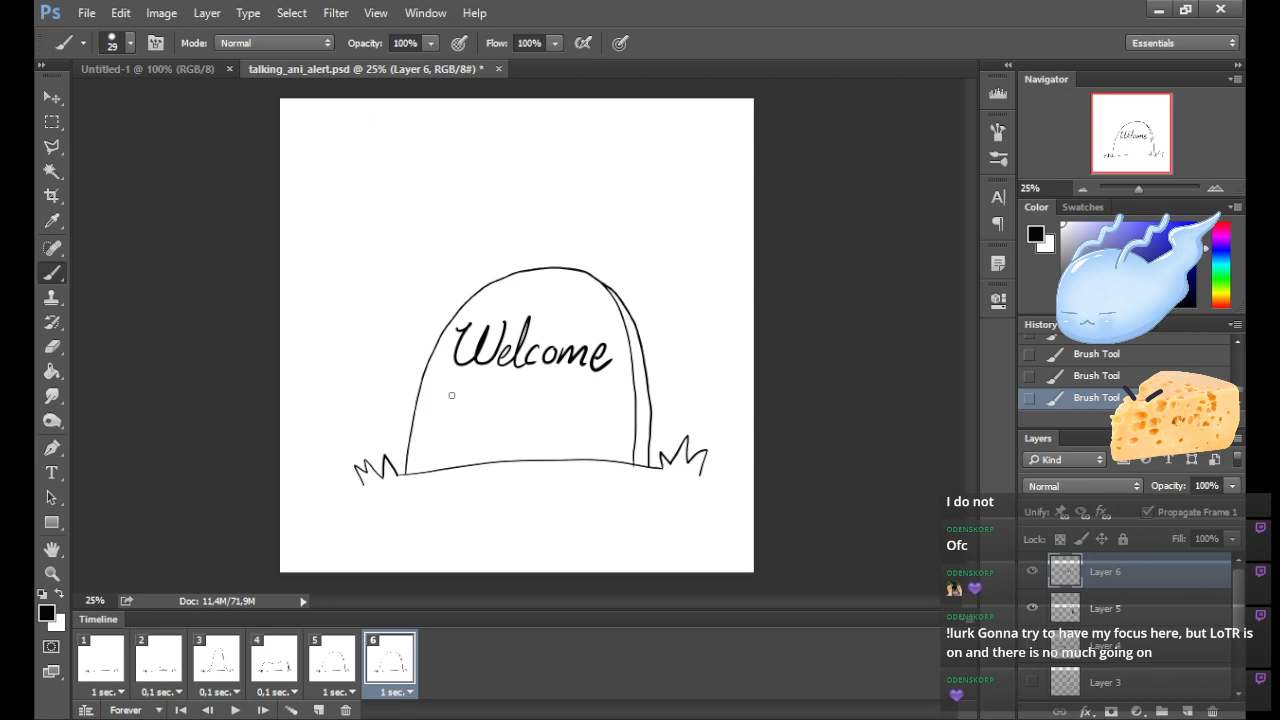 Ps File Edit Image Layer Type Select Filter View Window Help
29 Mode: Normal Opacity: 100% Flow: 100% Essentials
Untitled-1 @ 100% (RGB/8) × talking_ani_alert.psd @ 25% (Layer 6, RGB/8#) * ×
Navigator
Welcome
25%
Color Swatches
Welcome
History
Brush Tool
Brush Tool
Brush Tool
Layers
Kind
Normal Opacity: 100%
I do not
Unify: Propagate Frame 1
ODENSKORP
Ofc
Lock: Fill: 100%
ODENSKORP
Layer 6
25% Doc: 11,4M/71,9M
Layer 5
Timeline
ODENSKORP
!lurk Gonna try to have my focus here, but LoTR is
on and there is no much going on
1 2 3 4 5 6
ODENSKORP
Layer 3
1 sec. 0,1 sec. 0,1 sec. 0,1 sec. 1 sec. 1 sec.
Forever